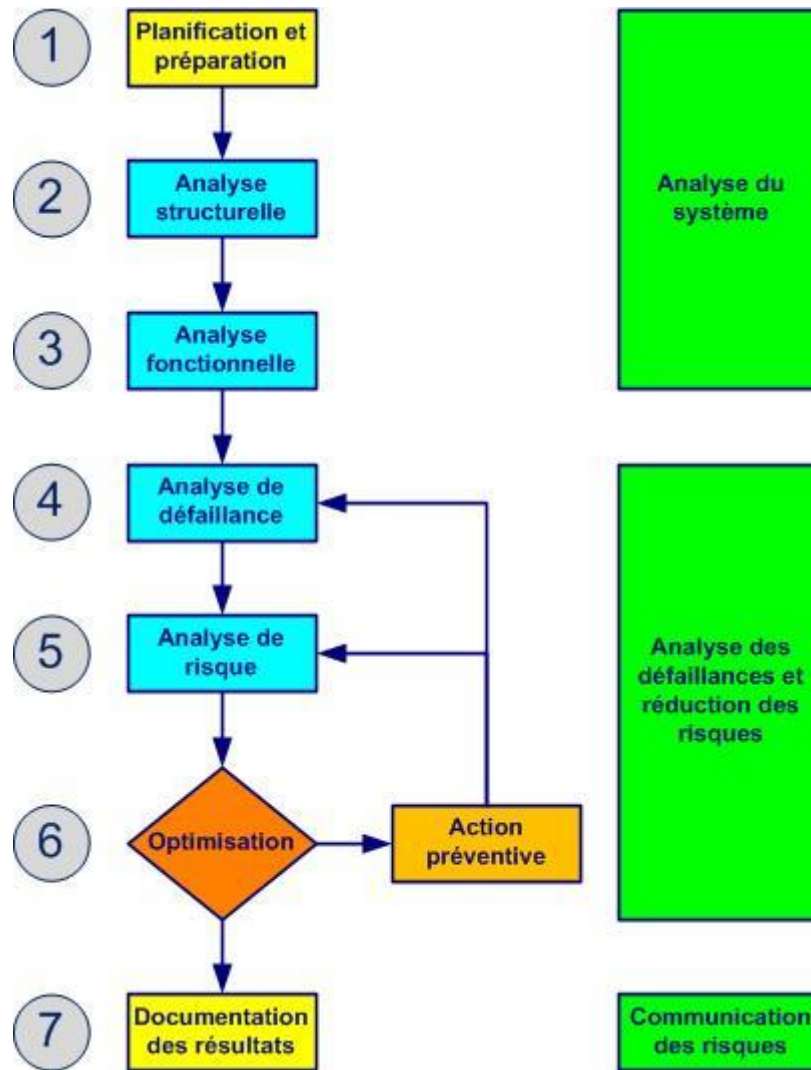 1
Planification et
préparation
2
Analyse
structurelle
Analyse du
système
3
Analyse
fonctionnelle
4
Analyse de
défaillance
5
Analyse de
risque
Analyse des
défaillances et
réduction des
risques
6
Optimisation
Action
préventive
7
Documentation
des résultats
Communication
des risques